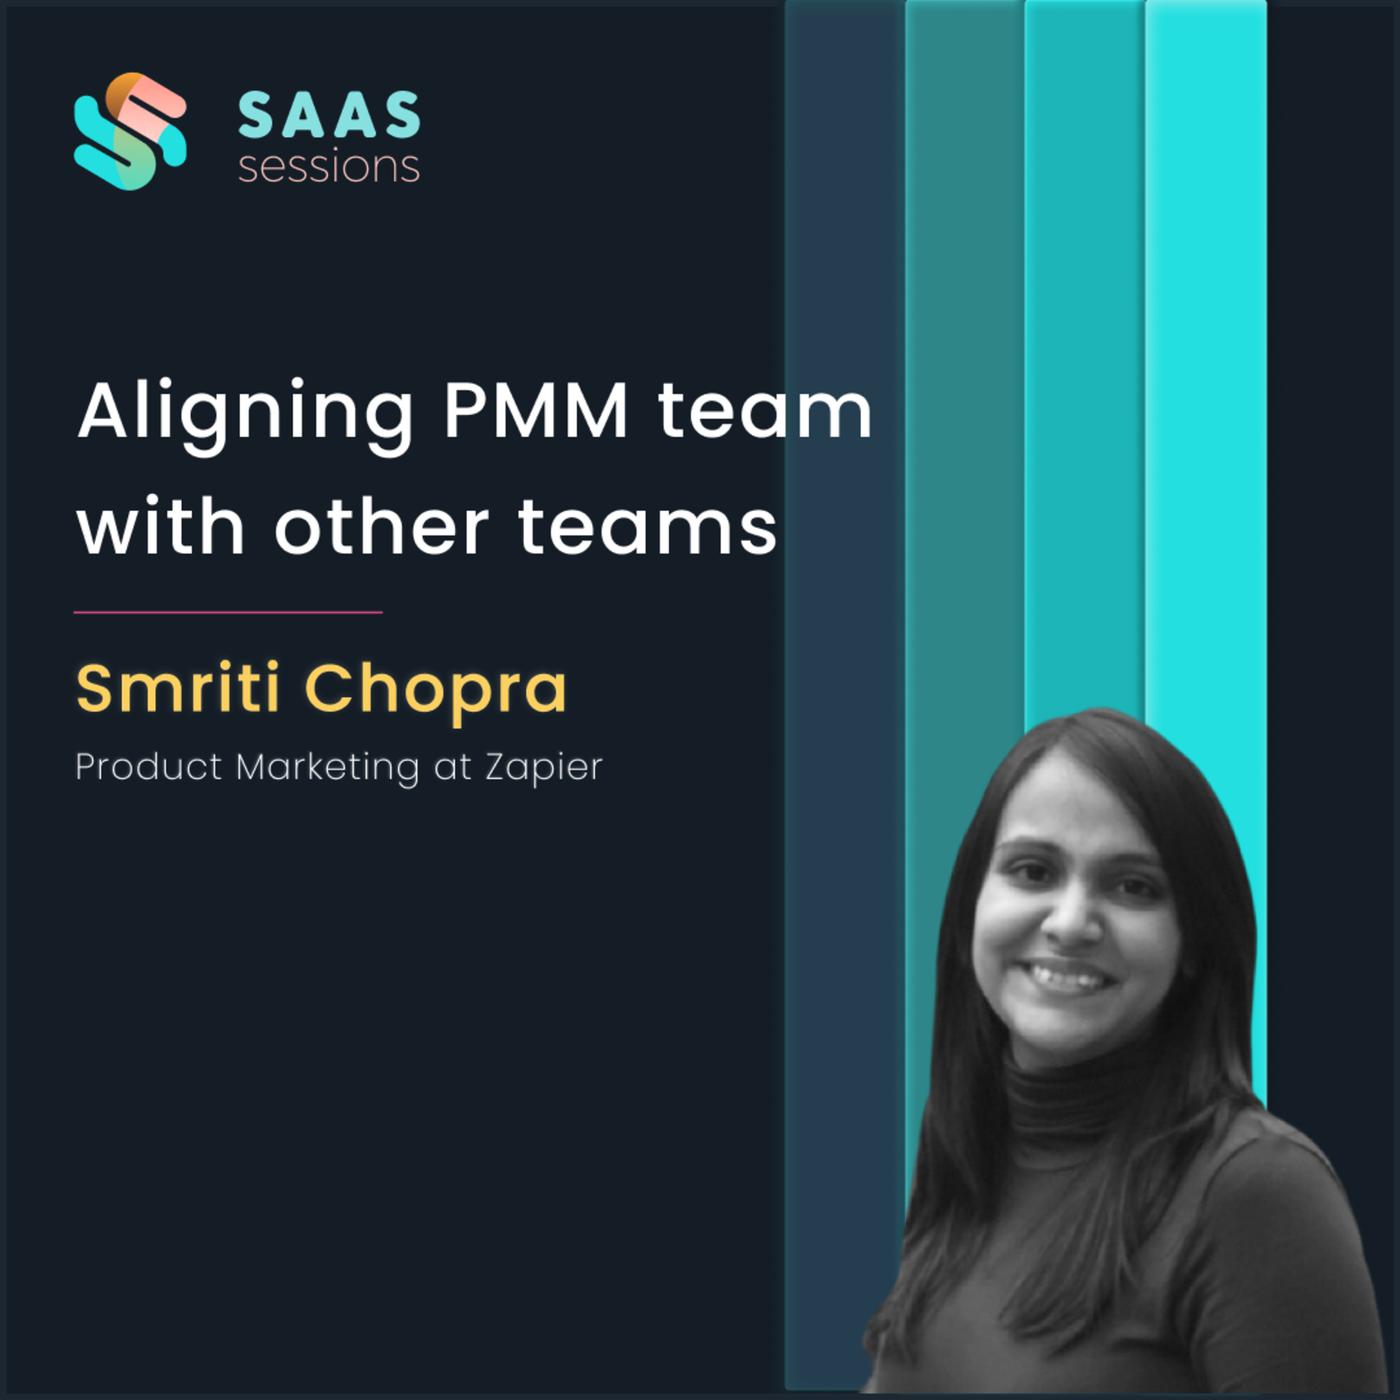 SAAS
sessions
Aligning PMM team
with other teams
Smriti Chopra
Product Marketing at Zapier